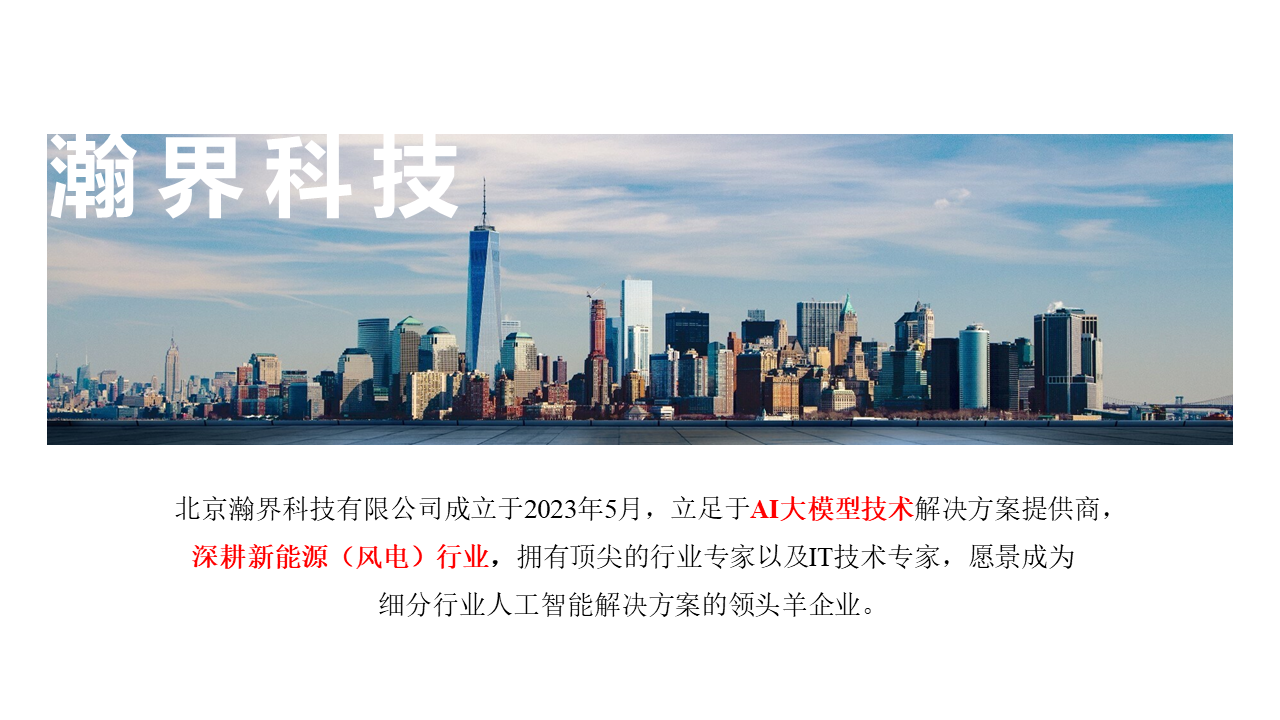 瀚界科技
北京瀚界科技有限公司成立于2023年5月，立足于AI大模型技术解决方案提供商，
深耕新能源（风电）行业，拥有顶尖的行业专家以及IT技术专家，愿景成为
细分行业人工智能解决方案的领头羊企业。